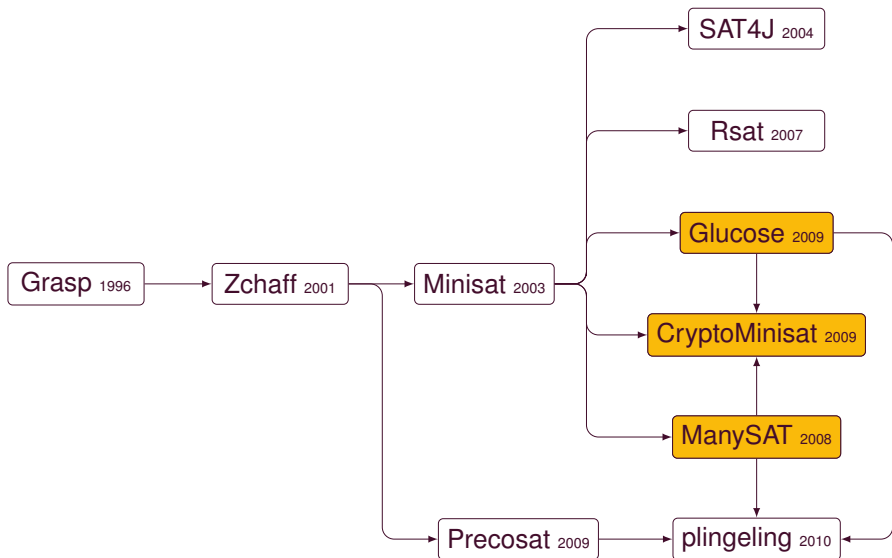 SAT4J 2004
Rsat 2007
Glucose 2009
Grasp 1996
Zchaff 2001
Minisat 2003
CryptoMinisat 2009
ManySAT 2008
Precosat 2009
plingeling 2010